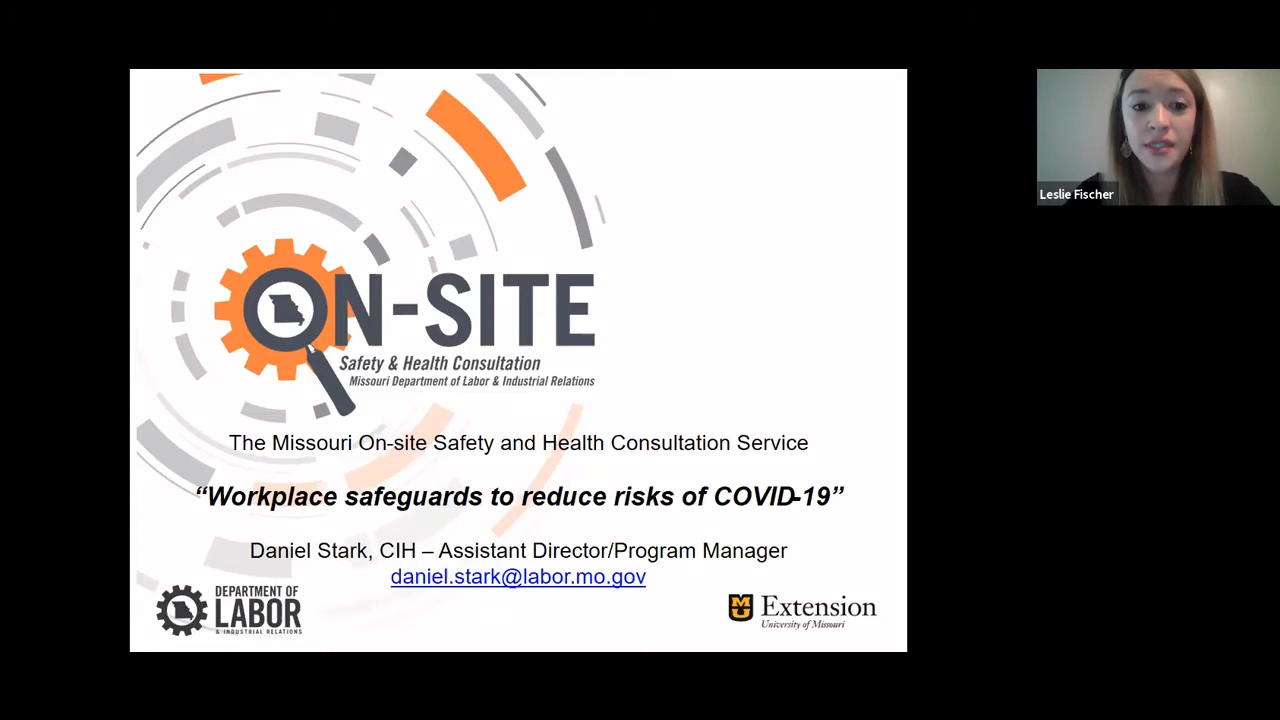 ON-SITE
Safety & Health Consultation
Missouri Department of Labor & Industrial Relations
The Missouri On-site Safety and Health Consultation Service
“Workplace safeguards to reduce risks of COVID-19”
Daniel Stark, CIH – Assistant Director/Program Manager
daniel.stark@labor.mo.gov
DEPARTMENT OF
LABOR
& INDUSTRIAL RELATIONS
Extension
University of Missouri
Leslie Fischer